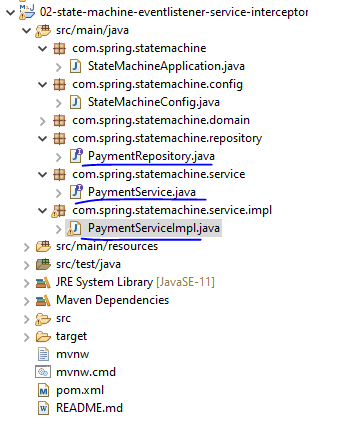 02-state-machine-eventlistener-service-interceptor
src/main/java
com.spring.statemachine
StateMachineApplication.java
com.spring.statemachine.config
StateMachineConfig.java
com.spring.statemachine.domain
com.spring.statemachine.repository
PaymentRepository.java
com.spring.statemachine.service
PaymentService.java
com.spring.statemachine.service.impl
PaymentServiceImpl.java
src/main/resources
src/test/java
JRE System Library [JavaSE-11]
Maven Dependencies
src
target
mvnw
mvnw.cmd
pom.xml
README.md